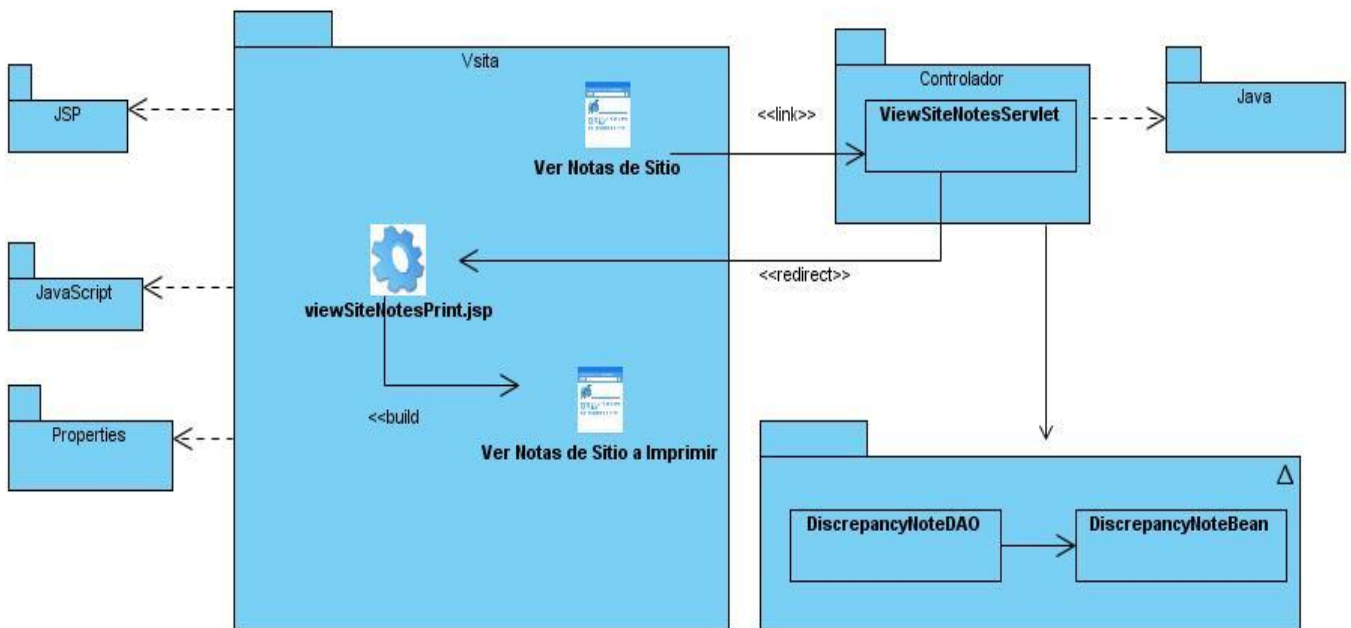 Vsita
JSP
JavaScript
Properties
Ver Notas de Sitio
<<link>>
Controlador
ViewSiteNotesServlet
Java
viewSiteNotesPrint.jsp
<<redirect>>
<<build
Ver Notas de Sitio a Imprimir
DiscrepancyNoteDAO
DiscrepancyNoteBean
Δ